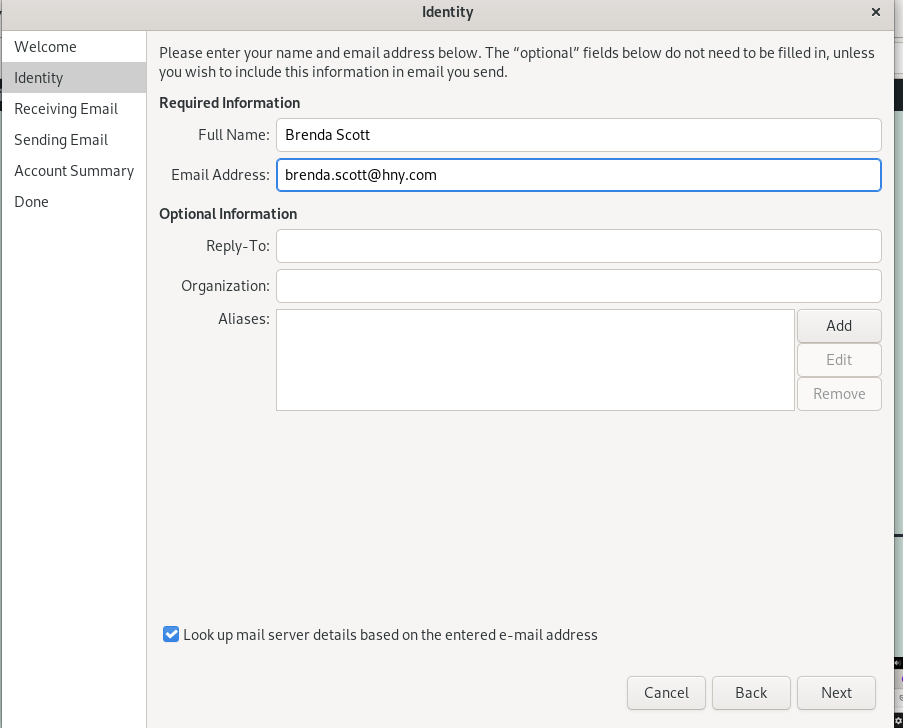 Identity
Welcome
Identity
Receiving Email
Sending Email
Account Summary
Done
Please enter your name and email address below. The “optional” fields below do not need to be filled in, unless
you wish to include this information in email you send.
Required Information
Full Name: Brenda Scott
Email Address: brenda.scott@hny.com
Optional Information
Reply-To:
Organization:
Aliases:
Add
Edit
Remove
Look up mail server details based on the entered e-mail address
Cancel Back Next